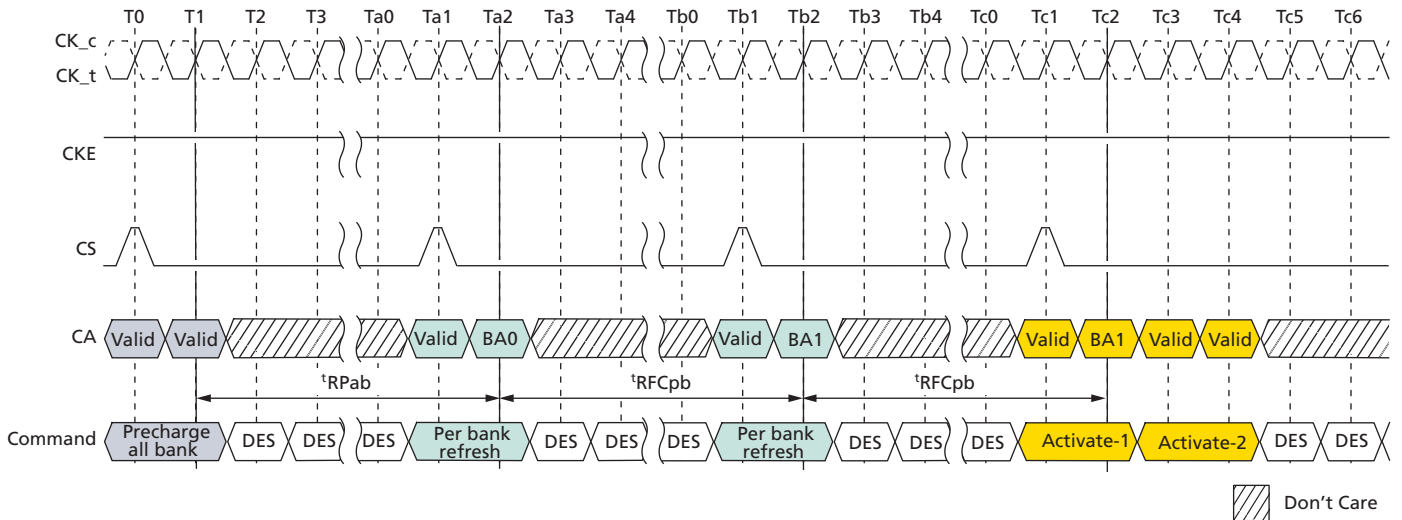 T0 T1 T2 T3 Ta0 Ta1 Ta2 Ta3 Ta4 Tb0 Tb1 Tb2 Tb3 Tb4 Tc0 Tc1 Tc2 Tc3 Tc4 Tc5 Tc6
CK_c
CK_t
CKE
CS
CA Valid Valid Valid BA0 Valid BA1 Valid BA1 Valid Valid
tRPab tRFCpb tRFCpb
Command Precharge all bank DES DES DES Per bank refresh DES DES DES Per bank refresh DES DES DES Activate-1 Activate-2 DES DES
Don't Care